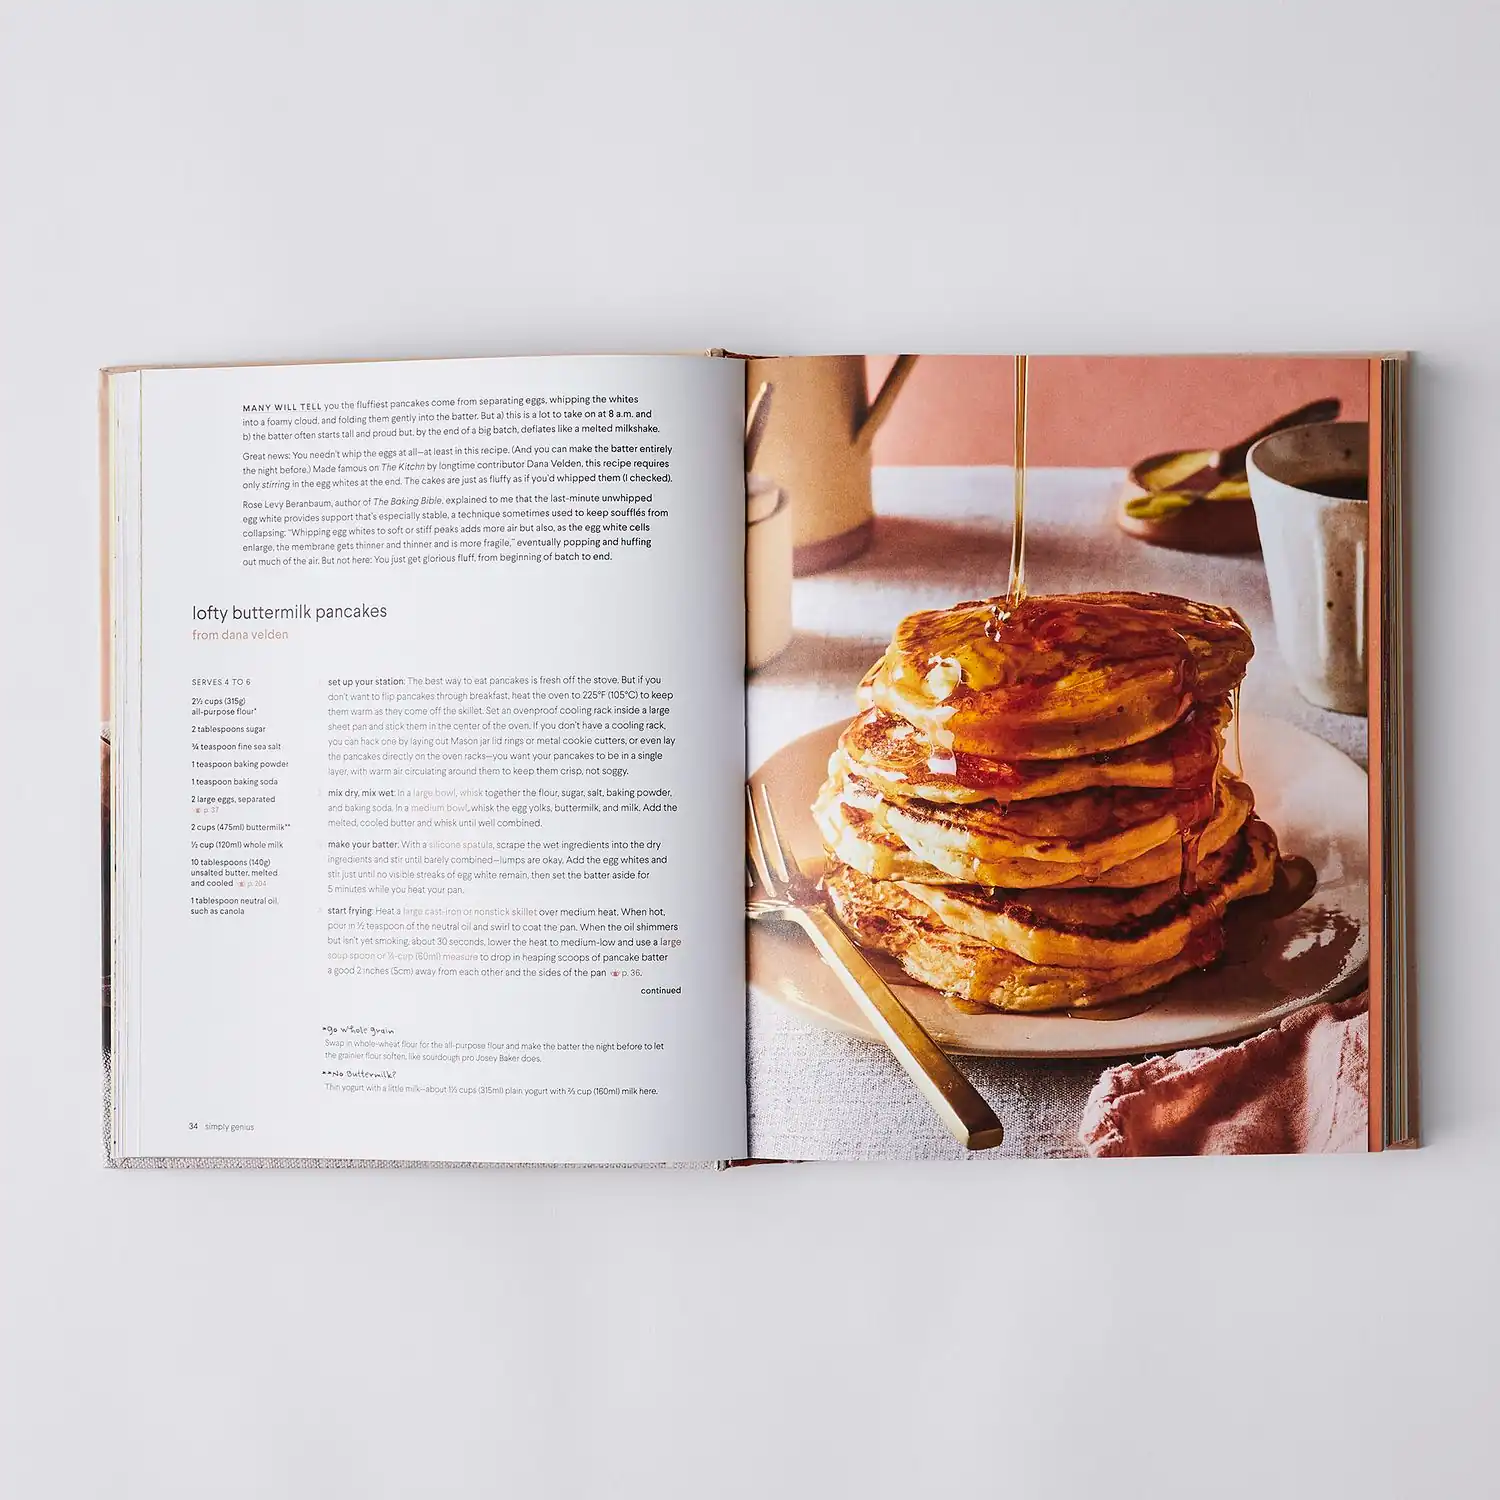 MANY WILL TELL you the fluffiest pancakes come from separating eggs, whipping the whites
into a foamy cloud, and folding them gently into the batter. But a) this is a lot to take on at 8 a.m. and
b) the batter often starts tall and proud but, by the end of a big batch, deflates like a melted milkshake.
Great news: You needn't whip the eggs at all—at least in this recipe. (And you can make the batter entirely
the night before.) Made famous on The Kitchn by longtime contributor Dana Velden, this recipe requires
only stirring in the egg whites at the end. The cakes are just as fluffy as if you'd whipped them (I checked).
Rose Levy Beranbaum, author of The Baking Bible, explained to me that the last-minute unwhipped
egg white provides support that's especially stable, a technique sometimes used to keep soufflés from
collapsing: "Whipping egg whites to soft or stiff peaks adds more air but also, as the egg white cells
enlarge, the membrane gets thinner and thinner and is more fragile," eventually popping and huffing
out much of the air. But not here: You just get glorious fluff, from beginning of batch to end.
lofty buttermilk pancakes
from dana velden
SERVES 4 TO 6
2½ cups (315g)
all-purpose flour*
2 tablespoons sugar
¾ teaspoon fine sea salt
1 teaspoon baking powder
1 teaspoon baking soda
2 large eggs, separated
p. 37
2 cups (475ml) buttermilk**
½ cup (120ml) whole milk
10 tablespoons (140g)
unsalted butter, melted
and cooled p. 204
1 tablespoon neutral oil,
such as canola
set up your station: The best way to eat pancakes is fresh off the stove. But if you
don't want to flip pancakes through breakfast, heat the oven to 225°F (105°C) to keep
them warm as they come off the skillet. Set an ovenproof cooling rack inside a large
sheet pan and stick them in the center of the oven. If you don't have a cooling rack,
you can hack one by laying out Mason jar lid rings or metal cookie cutters, or even lay
the pancakes directly on the oven racks—you want your pancakes to be in a single
layer, with warm air circulating around them to keep them crisp, not soggy.
mix dry, mix wet: In a large bowl, whisk together the flour, sugar, salt, baking powder,
and baking soda. In a medium bowl, whisk the egg yolks, buttermilk, and milk. Add the
melted, cooled butter and whisk until well combined.
make your batter: With a silicone spatula, scrape the wet ingredients into the dry
ingredients and stir until barely combined—lumps are okay. Add the egg whites and
stir just until no visible streaks of egg white remain, then set the batter aside for
5 minutes while you heat your pan.
start frying: Heat a large cast-iron or nonstick skillet over medium heat. When hot,
pour in ½ teaspoon of the neutral oil and swirl to coat the pan. When the oil shimmers
but isn't yet smoking, about 30 seconds, lower the heat to medium-low and use a large
soup spoon or ¼-cup (60ml) measure to drop in heaping scoops of pancake batter
a good 2 inches (5cm) away from each other and the sides of the pan p. 36.
continued
*Go whole grain
Swap in whole-wheat flour for the all-purpose flour and make the batter the night before to let
the grainier flour soften, like sourdough pro Josey Baker does.
**No Buttermilk?
Thin yogurt with a little milk—about 1⅓ cups (315ml) plain yogurt with ⅔ cup (160ml) milk here.
34 simply genius